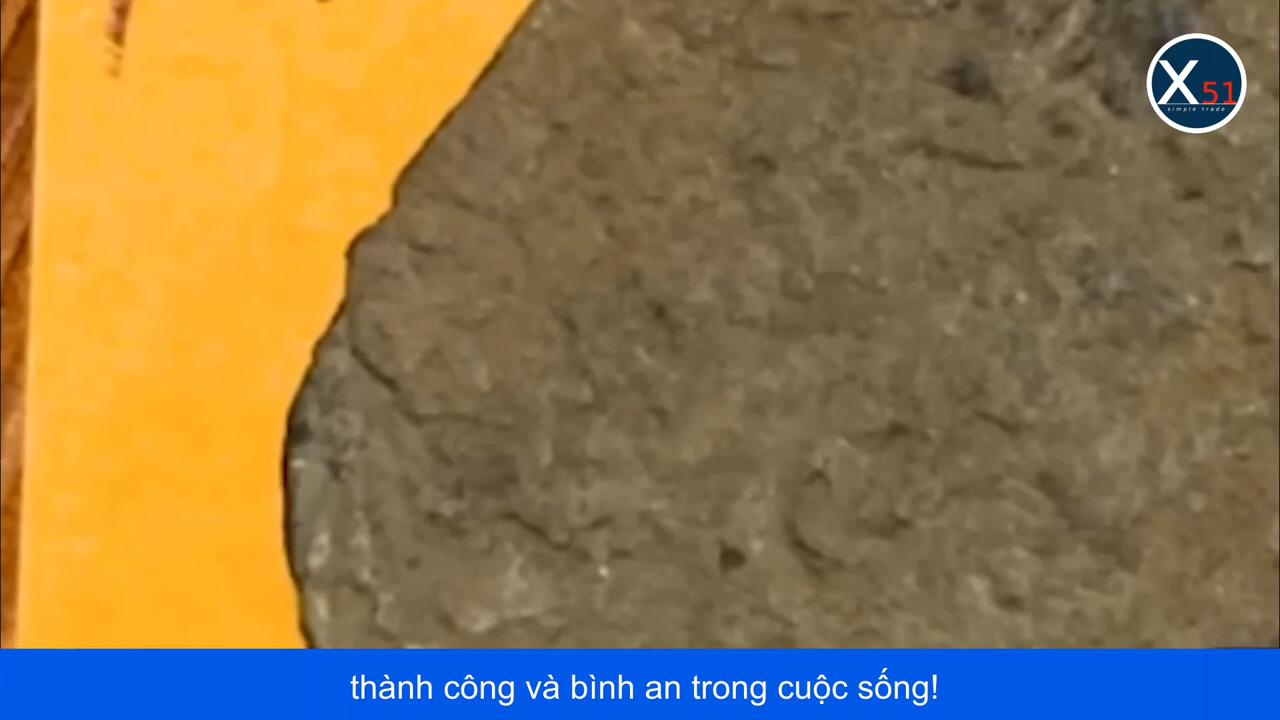 X51
simple trade
thành công và bình an trong cuộc sống!